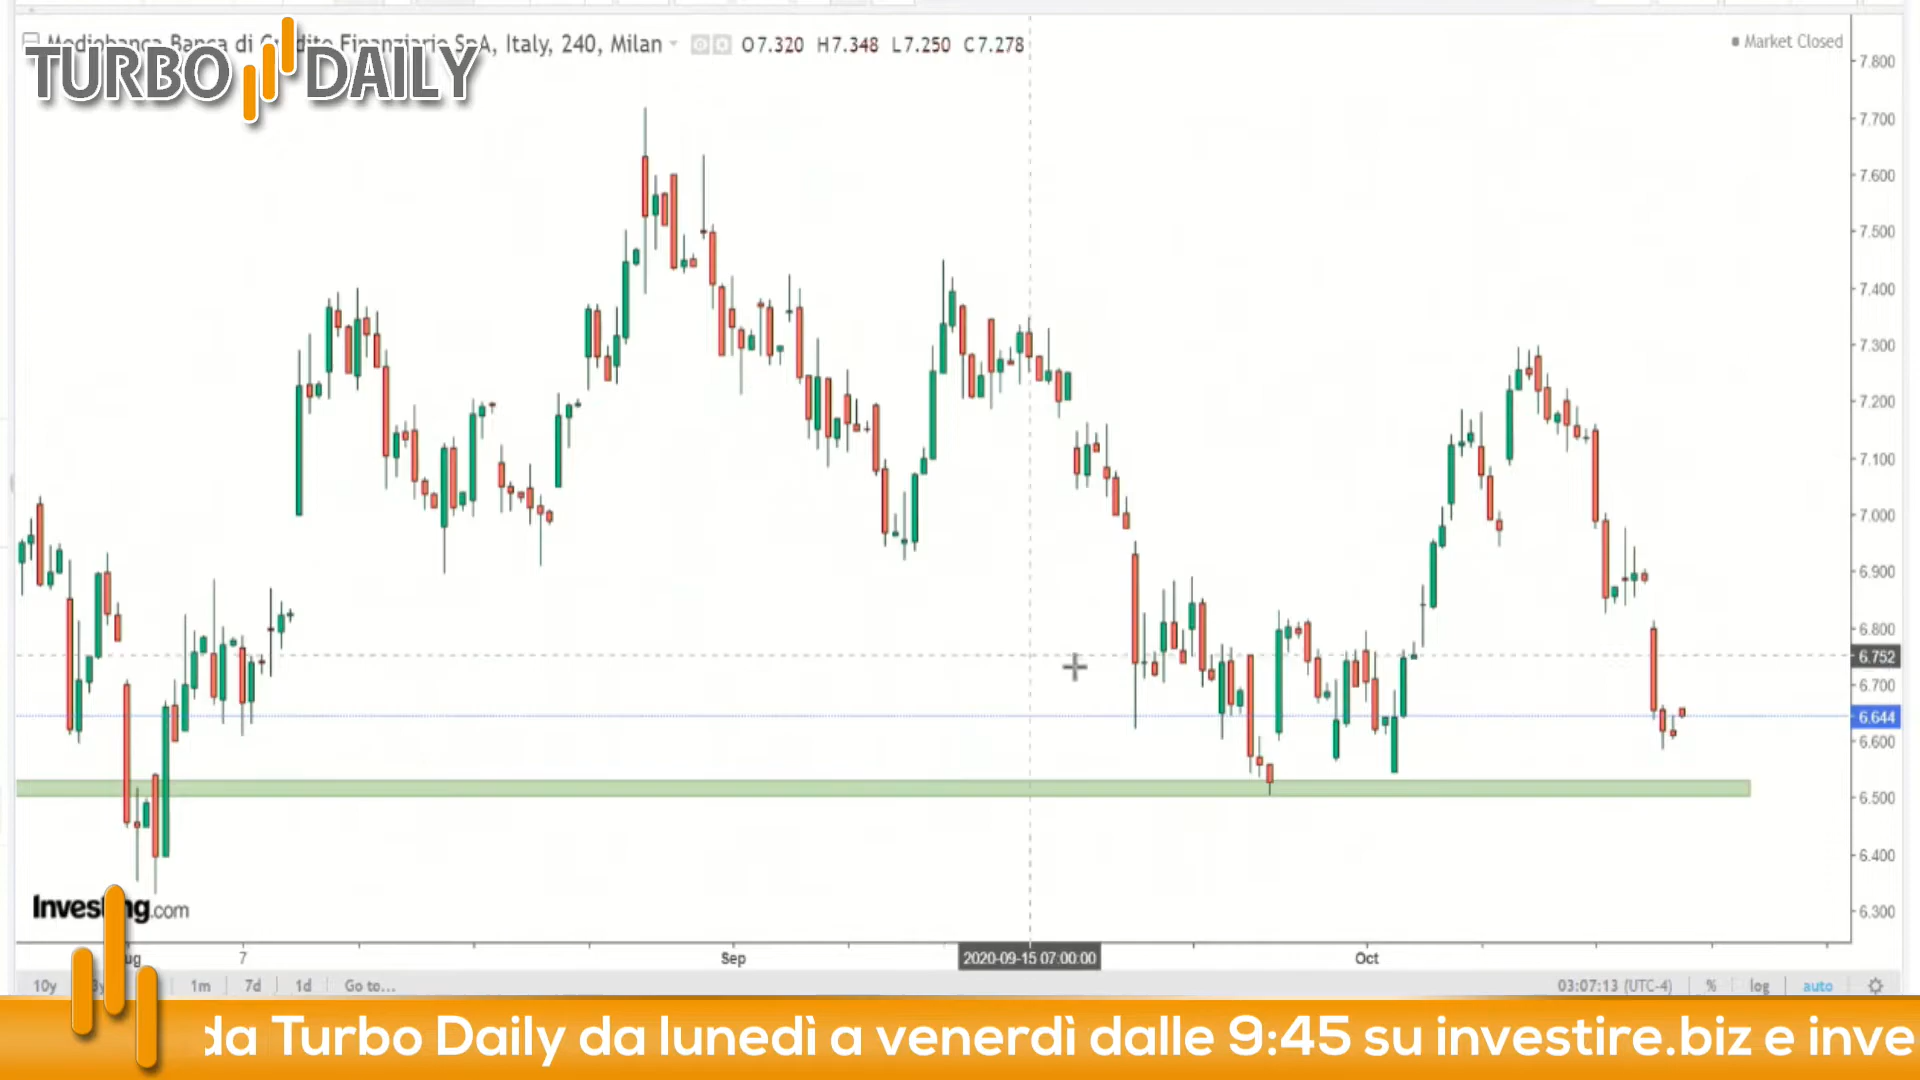 Mediobanca Banca di Credito Finanziario SpA, Italy, 240, Milan O7.320 H7.348 L7.250 C7.278
Market Closed
TURBO DAILY
7.800
7.700
7.600
7.500
7.400
7.300
7.200
7.100
7.000
6.900
6.800
6.752
6.700
6.644
6.600
6.500
6.400
6.300
Investing.com
7
Sep
2020-09-15 07:00:00
Oct
10y 1m 7d 1d Go to... 03:07:13 (UTC-4) % log auto
da Turbo Daily da lunedì a venerdì dalle 9:45 su investire.biz e inve